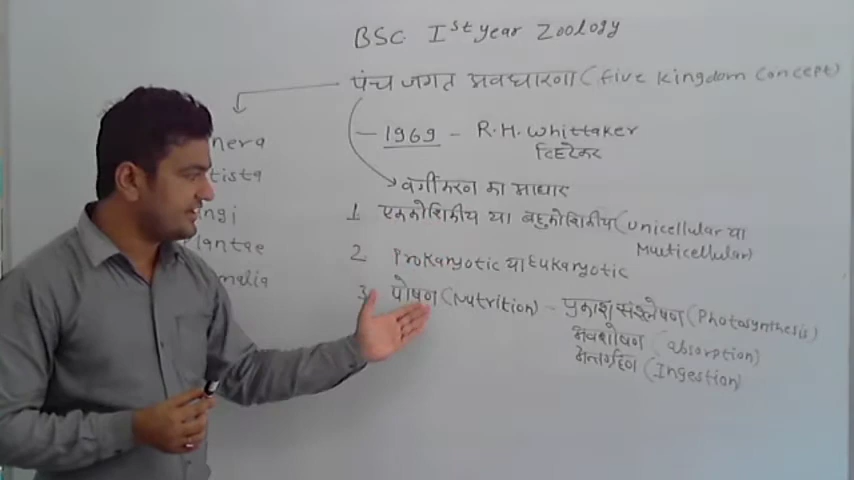 BSC Ist year Zoology
पंच जगत अवधारणा (Five Kingdom Concept)
- 1969 - R.H. Whittaker
व्हिटेकर
वर्गीकरण का आधार
1 एककोशिकीय या बहुकोशिकीय (Unicellular या
Multicellular)
2 Prokaryotic या Eukaryotic
3 पोषण (Nutrition) - प्रकाश संश्लेषण (Photosynthesis)
अवशोषण (absorption)
अन्तर्ग्रहण (Ingestion)
nera
tista
ngi
lantae
malia